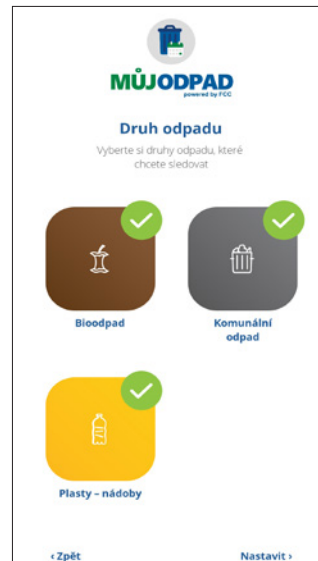 MŮJODPAD
powered by FCC
Druh odpadu
Vyberte si druhy odpadu, které
chcete sledovat
Bioodpad
Komunální
odpad
Plasty – nádoby
‹ Zpět
Nastavit ›